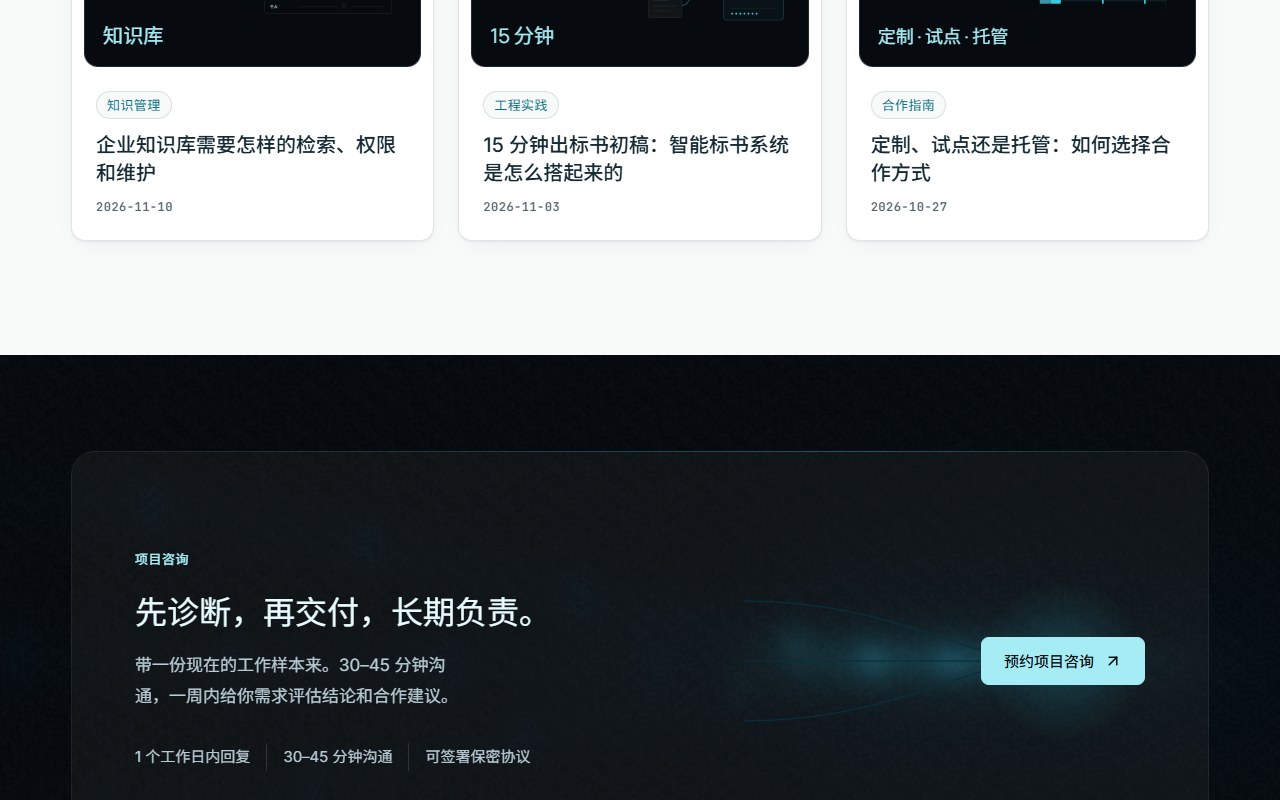 知识库
15 分钟
定制 · 试点 · 托管
知识管理
工程实践
合作指南
企业知识库需要怎样的检索、权限
和维护
15 分钟出标书初稿：智能标书系统
是怎么搭起来的
定制、试点还是托管：如何选择合
作方式
2026-11-10
2026-11-03
2026-10-27
项目咨询
先诊断，再交付，长期负责。
带一份现在的工作样本来。30–45 分钟沟
通，一周内给你需求评估结论和合作建议。
预约项目咨询
1 个工作日内回复
30–45 分钟沟通
可签署保密协议